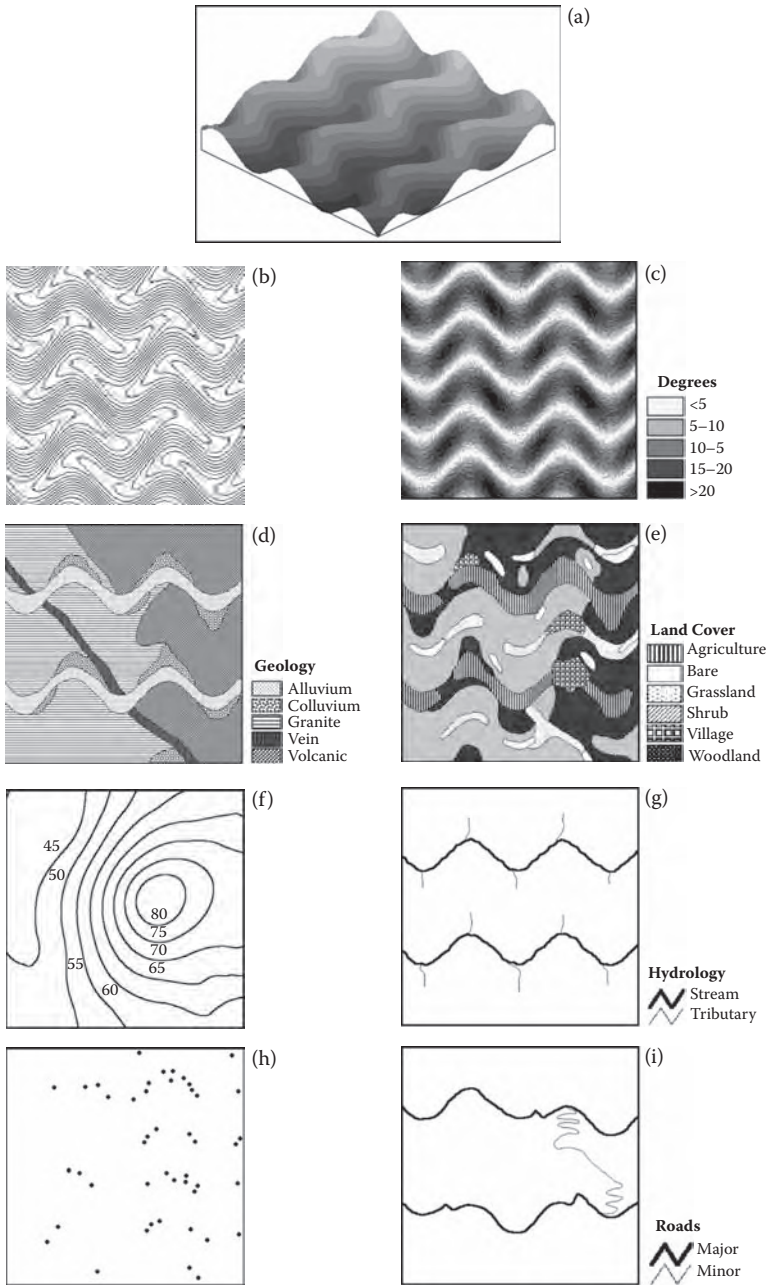 (a)
(b)
(c)
Degrees
<5
5–10
10–5
15–20
>20
(d)
Geology
Alluvium
Colluvium
Granite
Vein
Volcanic
(e)
Land Cover
Agriculture
Bare
Grassland
Shrub
Village
Woodland
(f)
45
50
80
75
70
65
55
60
(g)
Hydrology
Stream
Tributary
(h)
(i)
Roads
Major
Minor